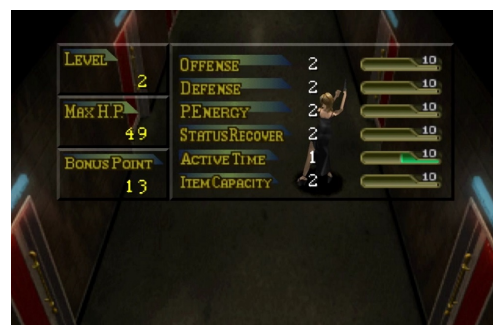 LEVEL
2
MAX H.P.
49
BONUS POINT
13
OFFENSE 2 10
DEFENSE 2 10
P.ENERGY 2 10
STATUS RECOVER 2 10
ACTIVE TIME 1 10
ITEM CAPACITY 2 10